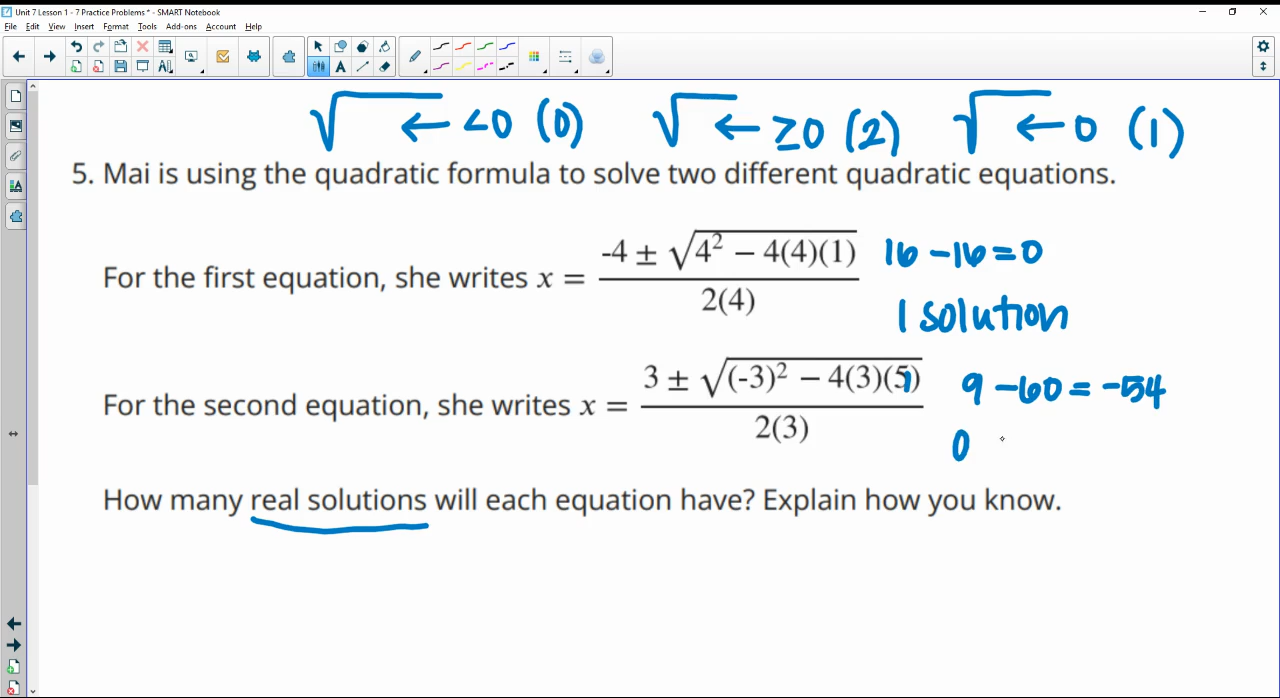 Unit 7 Lesson 1 - 7 Practice Problems * - SMART Notebook
File Edit View Insert Format Tools Add-ons Account Help
√ ← <0 (0) √ ← ≥0 (2) √ ← 0 (1)
5. Mai is using the quadratic formula to solve two different quadratic equations.
For the first equation, she writes x = (-4 ± √(4² − 4(4)(1))) / 2(4) 16 - 16 = 0
1 solution
For the second equation, she writes x = (3 ± √((-3)² − 4(3)(5))) / 2(3) 9 - 60 = -54
0
How many real solutions will each equation have? Explain how you know.